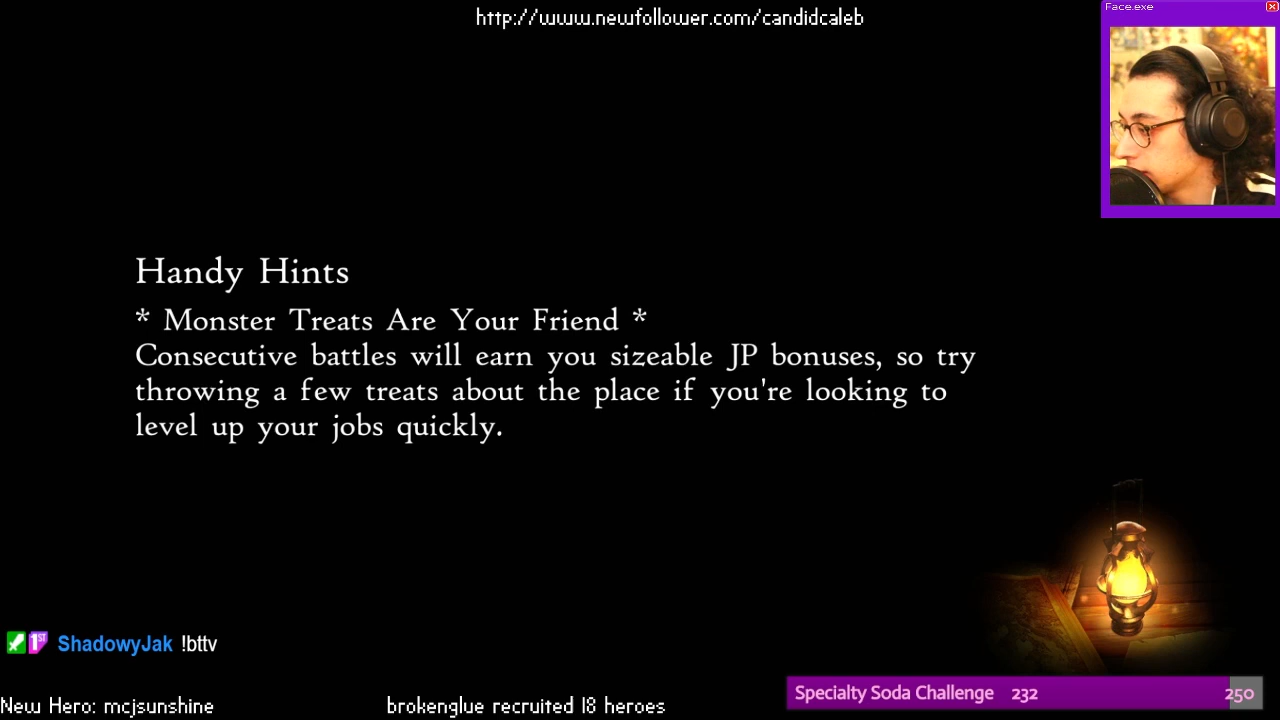 http://www.newfollower.com/candidcaleb
Face.exe
Handy Hints
* Monster Treats Are Your Friend *
Consecutive battles will earn you sizeable JP bonuses, so try
throwing a few treats about the place if you're looking to
level up your jobs quickly.
1ST ShadowyJak !bttv
Specialty Soda Challenge 232 250
New Hero: mcjsunshine brokenglue recruited 18 heroes